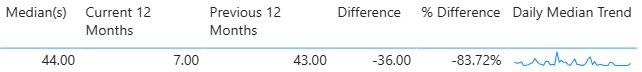 Median(s) Current 12 Previous 12 Difference % Difference Daily Median Trend
Months Months
44.00 7.00 43.00 -36.00 -83.72%